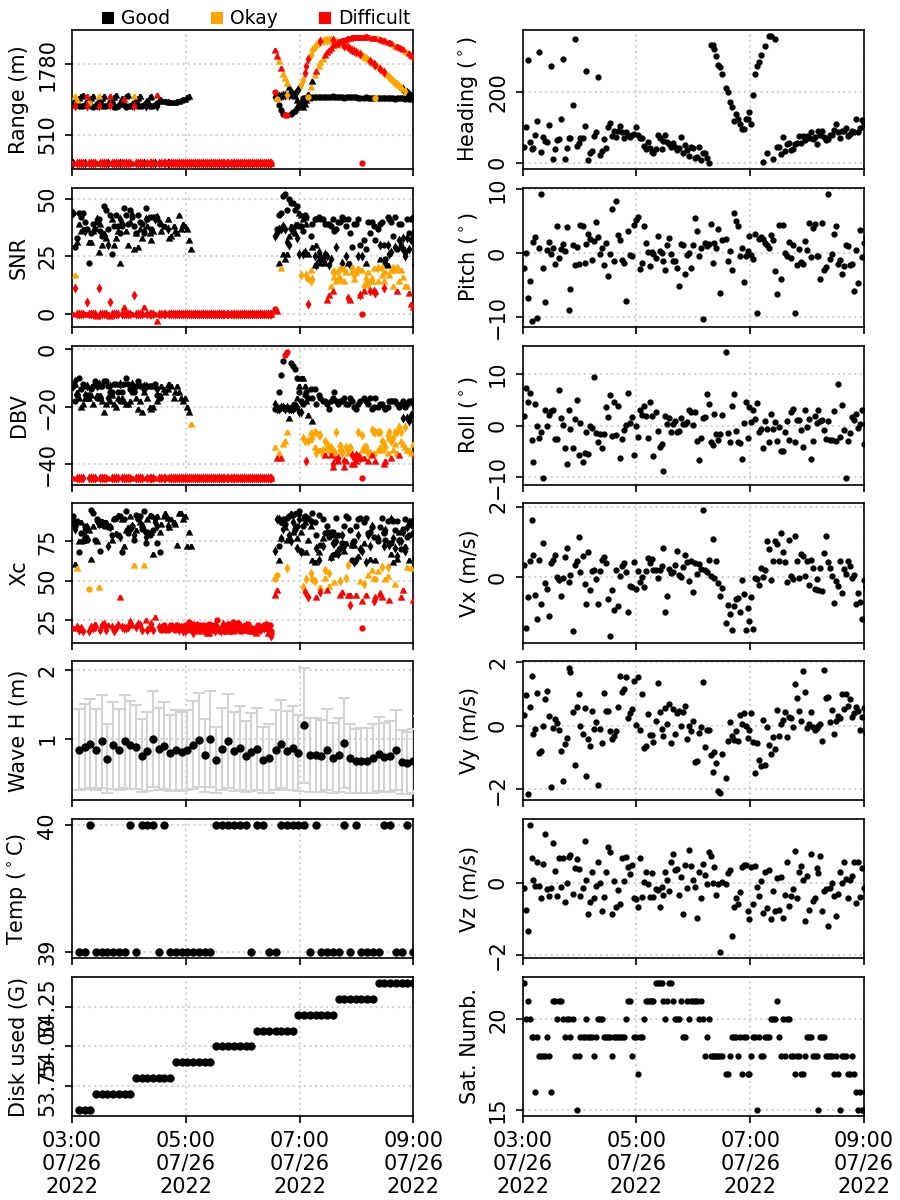 Good Okay Difficult
Range (m)
1780
510
Heading (°)
200
0
SNR
50
25
0
Pitch (°)
10
0
−10
DBV
0
−20
−40
Roll (°)
10
0
−10
Xc
75
50
25
Vx (m/s)
2
0
Wave H (m)
2
1
Vy (m/s)
2
0
−2
Temp (°C)
40
39
Vz (m/s)
0
−2
Disk used (G)
53.75
Sat. Numb.
20
15
03:00 05:00 07:00 09:00
07/26 07/26 07/26 07/26
2022 2022 2022 2022
03:00 05:00 07:00 09:00
07/26 07/26 07/26 07/26
2022 2022 2022 2022